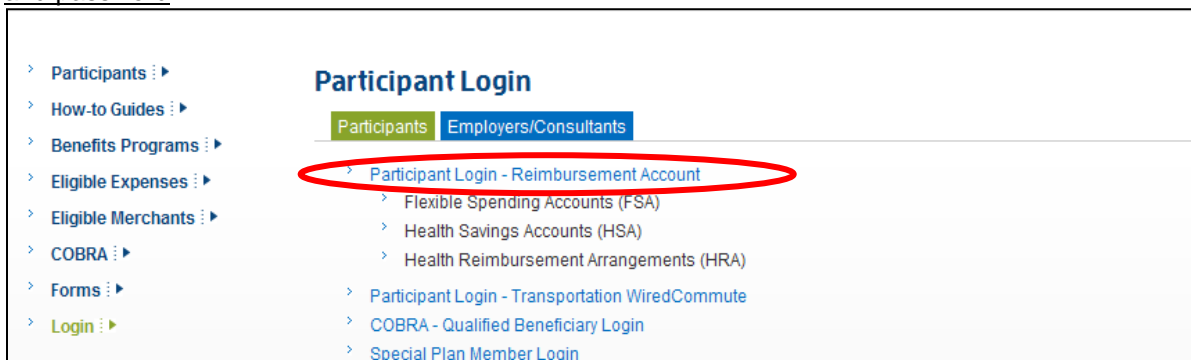 Participants
How-to Guides
Benefits Programs
Eligible Expenses
Eligible Merchants
COBRA
Forms
Login
Participant Login
Participants Employers/Consultants
Participant Login - Reimbursement Account
Flexible Spending Accounts (FSA)
Health Savings Accounts (HSA)
Health Reimbursement Arrangements (HRA)
Participant Login - Transportation WiredCommute
COBRA - Qualified Beneficiary Login
Special Plan Member Login